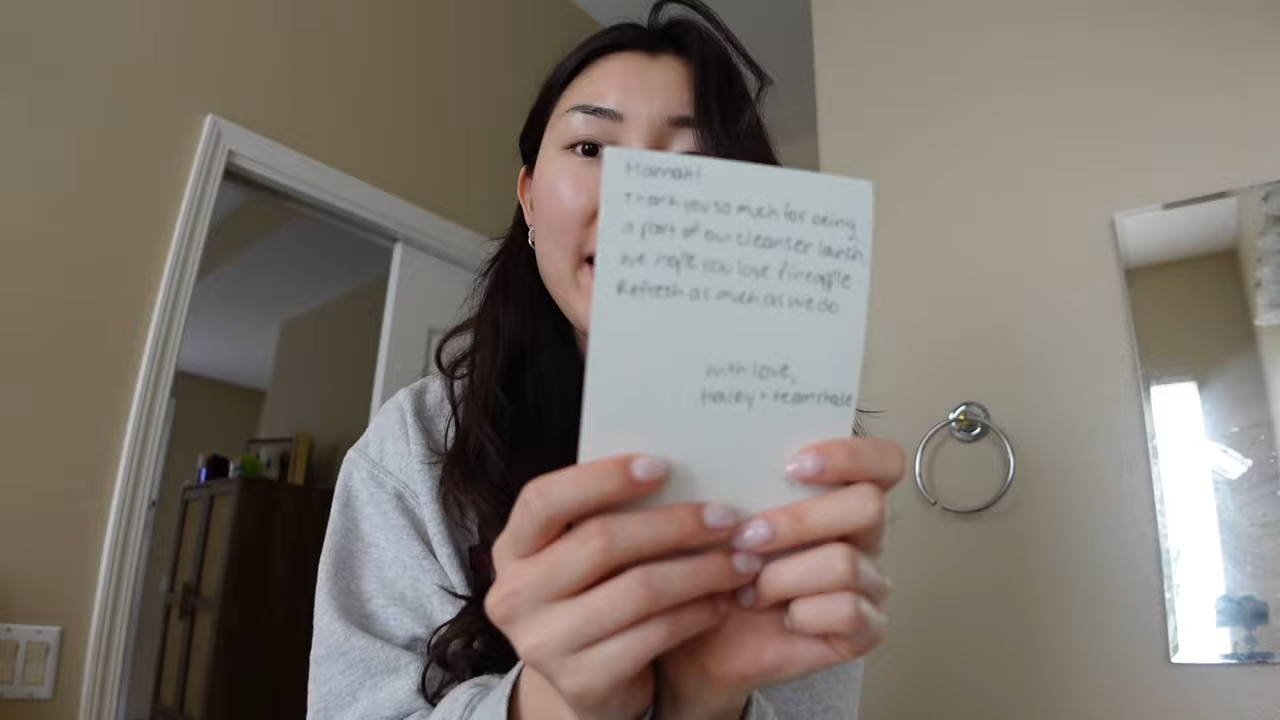 Hannah!
Thank you so much for being
a part of our cleanser launch
we hope you love Pineapple
Refresh as much as we do
with love,
Haley + team